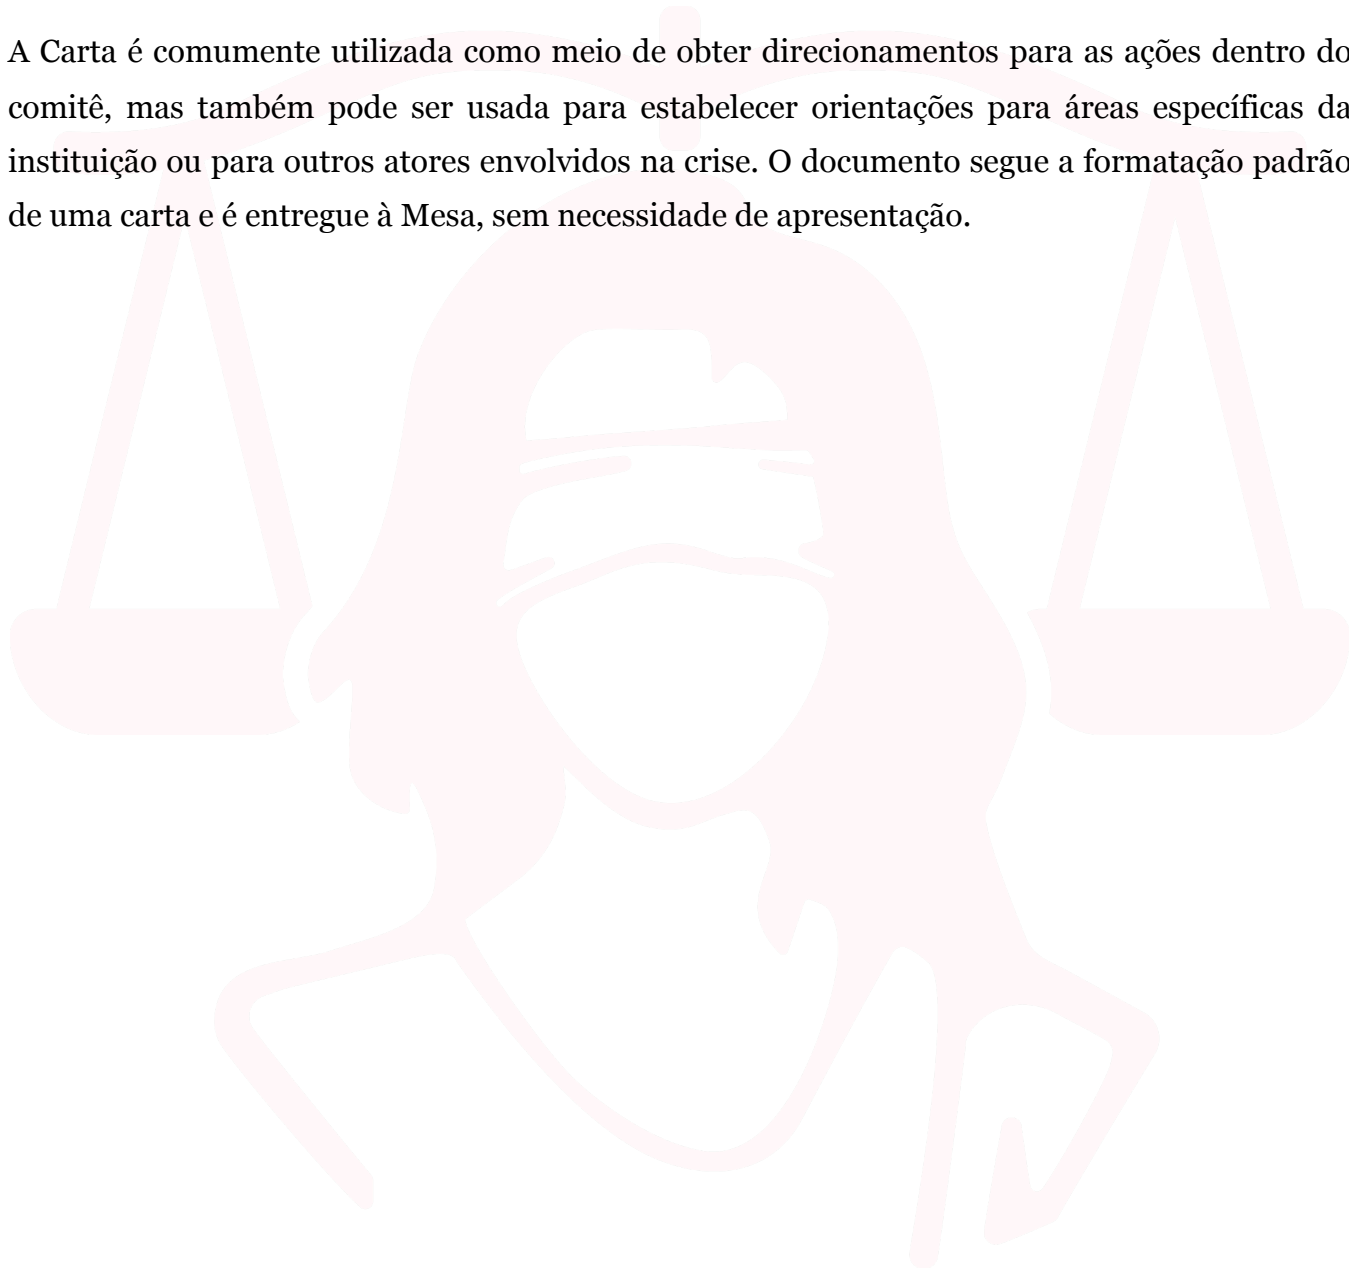 A Carta é comumente utilizada como meio de obter direcionamentos para as ações dentro do
comitê, mas também pode ser usada para estabelecer orientações para áreas específicas da
instituição ou para outros atores envolvidos na crise. O documento segue a formatação padrão
de uma carta e é entregue à Mesa, sem necessidade de apresentação.